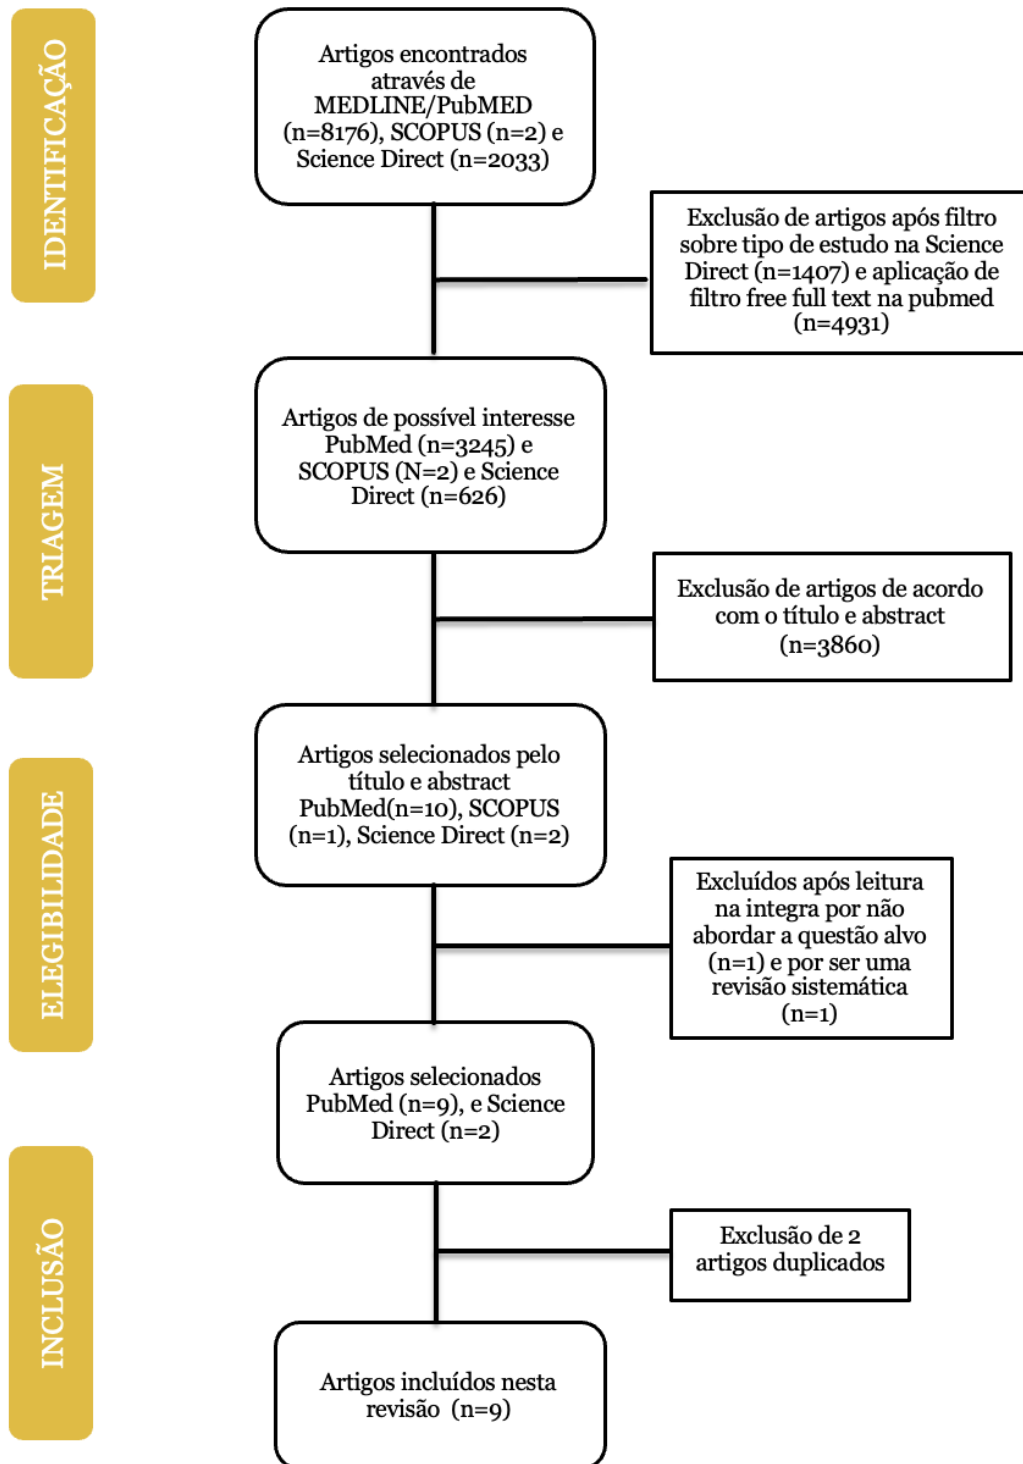 IDENTIFICAÇÃO
Artigos encontrados
através de
MEDLINE/PubMED
(n=8176), SCOPUS (n=2) e
Science Direct (n=2033)
Exclusão de artigos após filtro
sobre tipo de estudo na Science
Direct (n=1407) e aplicação de
filtro free full text na pubmed
(n=4931)
TRIAGEM
Artigos de possível interesse
PubMed (n=3245) e
SCOPUS (N=2) e Science
Direct (n=626)
Exclusão de artigos de acordo
com o título e abstract
(n=3860)
ELEGIBILIDADE
Artigos selecionados pelo
título e abstract
PubMed(n=10), SCOPUS
(n=1), Science Direct (n=2)
Excluídos após leitura
na integra por não
abordar a questão alvo
(n=1) e por ser uma
revisão sistemática
(n=1)
Artigos selecionados
PubMed (n=9), e Science
Direct (n=2)
INCLUSÃO
Exclusão de 2
artigos duplicados
Artigos incluídos nesta
revisão (n=9)